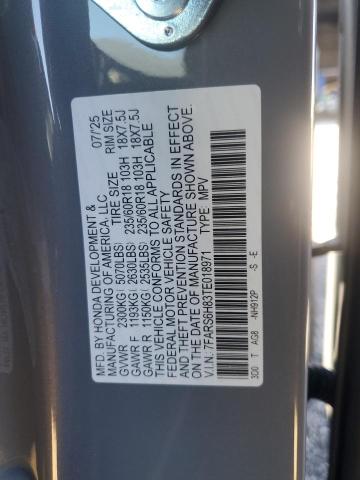 MFD. BY HONDA DEVELOPMENT & 07/'25
MANUFACTURING OF AMERICA, LLC
TIRE SIZE RIM SIZE
GVWR 2300KG( 5070LBS)
GAWR F 1193KG( 2630LBS) 235/60R18 103H 18X7.5J
GAWR R 1150KG( 2535LBS) 235/60R18 103H 18X7.5J
THIS VEHICLE CONFORMS TO ALL APPLICABLE
FEDERAL MOTOR VEHICLE SAFETY
AND THEFT PREVENTION STANDARDS IN EFFECT
ON THE DATE OF MANUFACTURE SHOWN ABOVE.
V.I.N.: 7FARS6H83TE018971 TYPE: MPV
3D0 T AG8 -NH912P -S -E